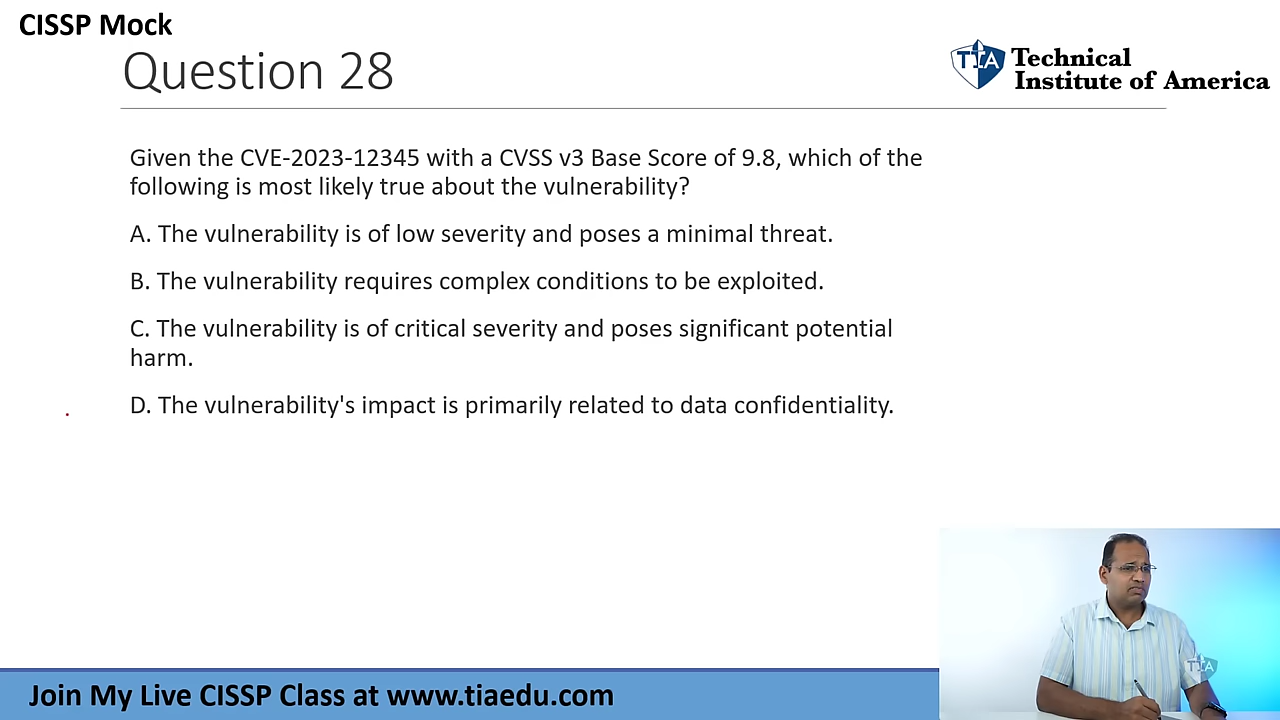 CISSP Mock
Question 28
Technical
Institute of America
TIA
Given the CVE-2023-12345 with a CVSS v3 Base Score of 9.8, which of the
following is most likely true about the vulnerability?
A. The vulnerability is of low severity and poses a minimal threat.
B. The vulnerability requires complex conditions to be exploited.
C. The vulnerability is of critical severity and poses significant potential
harm.
D. The vulnerability's impact is primarily related to data confidentiality.
TIA
Join My Live CISSP Class at www.tiaedu.com